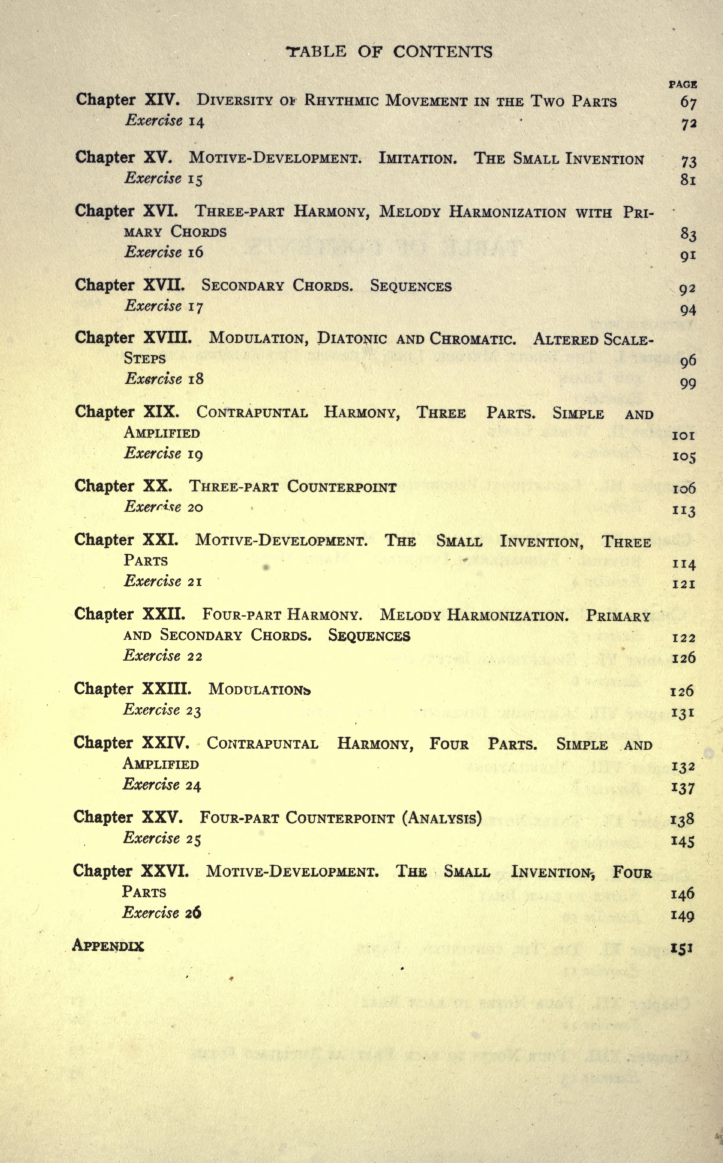 TABLE OF CONTENTS
PAGE
Chapter XIV. Diversity of Rhythmic Movement in the Two Parts 67
Exercise 14 72
Chapter XV. Motive-Development. Imitation. The Small Invention 73
Exercise 15 81
Chapter XVI. Three-part Harmony, Melody Harmonization with Pri-
mary Chords 83
Exercise 16 91
Chapter XVII. Secondary Chords. Sequences 92
Exercise 17 94
Chapter XVIII. Modulation, Diatonic and Chromatic. Altered Scale-
Steps 96
Exercise 18 99
Chapter XIX. Contrapuntal Harmony, Three Parts. Simple and
Amplified 101
Exercise 19 105
Chapter XX. Three-part Counterpoint 106
Exercise 20 113
Chapter XXI. Motive-Development. The Small Invention, Three
Parts 114
Exercise 21 121
Chapter XXII. Four-part Harmony. Melody Harmonization. Primary
and Secondary Chords. Sequences 122
Exercise 22 126
Chapter XXIII. Modulations 126
Exercise 23 131
Chapter XXIV. Contrapuntal Harmony, Four Parts. Simple and
Amplified 132
Exercise 24 137
Chapter XXV. Four-part Counterpoint (Analysis) 138
Exercise 25 145
Chapter XXVI. Motive-Development. The Small Invention, Four
Parts 146
Exercise 26 149
Appendix 151